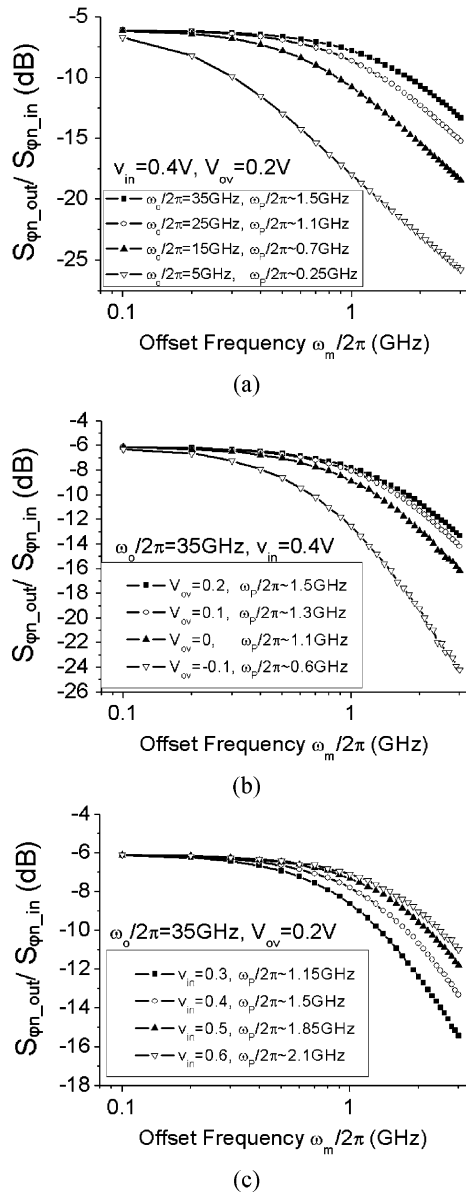 -5
-10
-15
-20
-25
S_φn_out/ S_φn_in (dB)
v_in=0.4V, V_ov=0.2V
ω_o/2π=35GHz, ω_P/2π~1.5GHz
ω_o/2π=25GHz, ω_P/2π~1.1GHz
ω_o/2π=15GHz, ω_P/2π~0.7GHz
ω_o/2π=5GHz, ω_P/2π~0.25GHz
0.1 1
Offset Frequency ω_m/2π (GHz)
(a)
-4
-6
-8
-10
-12
-14
-16
-18
-20
-22
-24
-26
S_φn_out/ S_φn_in (dB)
ω_o/2π=35GHz, v_in=0.4V
V_ov=0.2, ω_P/2π~1.5GHz
V_ov=0.1, ω_P/2π~1.3GHz
V_ov=0, ω_P/2π~1.1GHz
V_ov=-0.1, ω_P/2π~0.6GHz
0.1 1
Offset Frequency ω_m/2π (GHz)
(b)
-4
-6
-8
-10
-12
-14
-16
-18
S_φn_out/ S_φn_in (dB)
ω_o/2π=35GHz, V_ov=0.2V
v_in=0.3, ω_P/2π~1.15GHz
v_in=0.4, ω_P/2π~1.5GHz
v_in=0.5, ω_P/2π~1.85GHz
v_in=0.6, ω_P/2π~2.1GHz
0.1 1
Offset Frequency ω_m/2π (GHz)
(c)